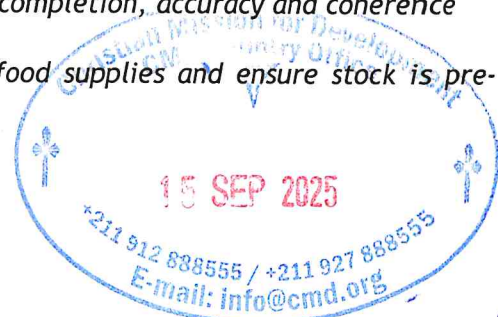 completion, accuracy and coherence
food supplies and ensure stock is pre-
Christian Mission for Development
Country Office
15 SEP 2025
+211 912 888555 / +211 927 888555
E-mail: info@cmd.org